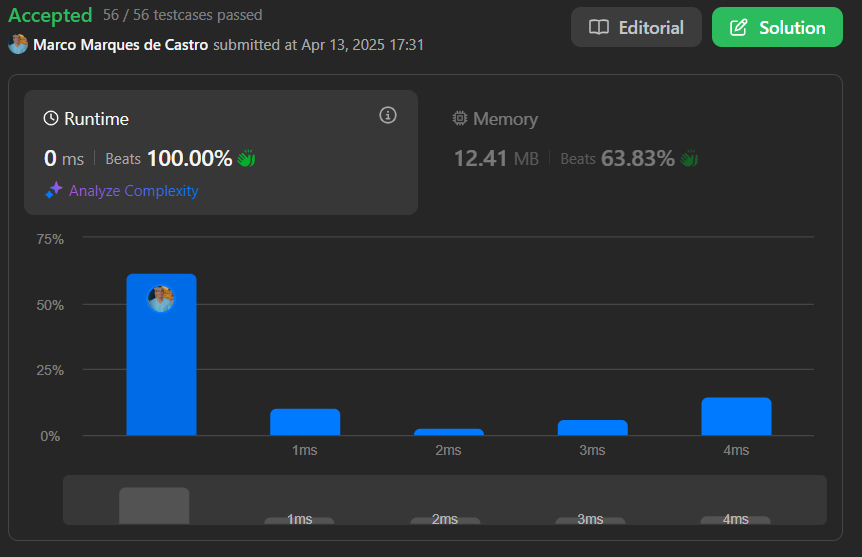 Accepted 56 / 56 testcases passed
Editorial
Solution
Marco Marques de Castro submitted at Apr 13, 2025 17:31
Runtime
0 ms | Beats 100.00%
Analyze Complexity
Memory
12.41 MB | Beats 63.83%
75%
50%
25%
0%
1ms 2ms 3ms 4ms
1ms 2ms 3ms 4ms